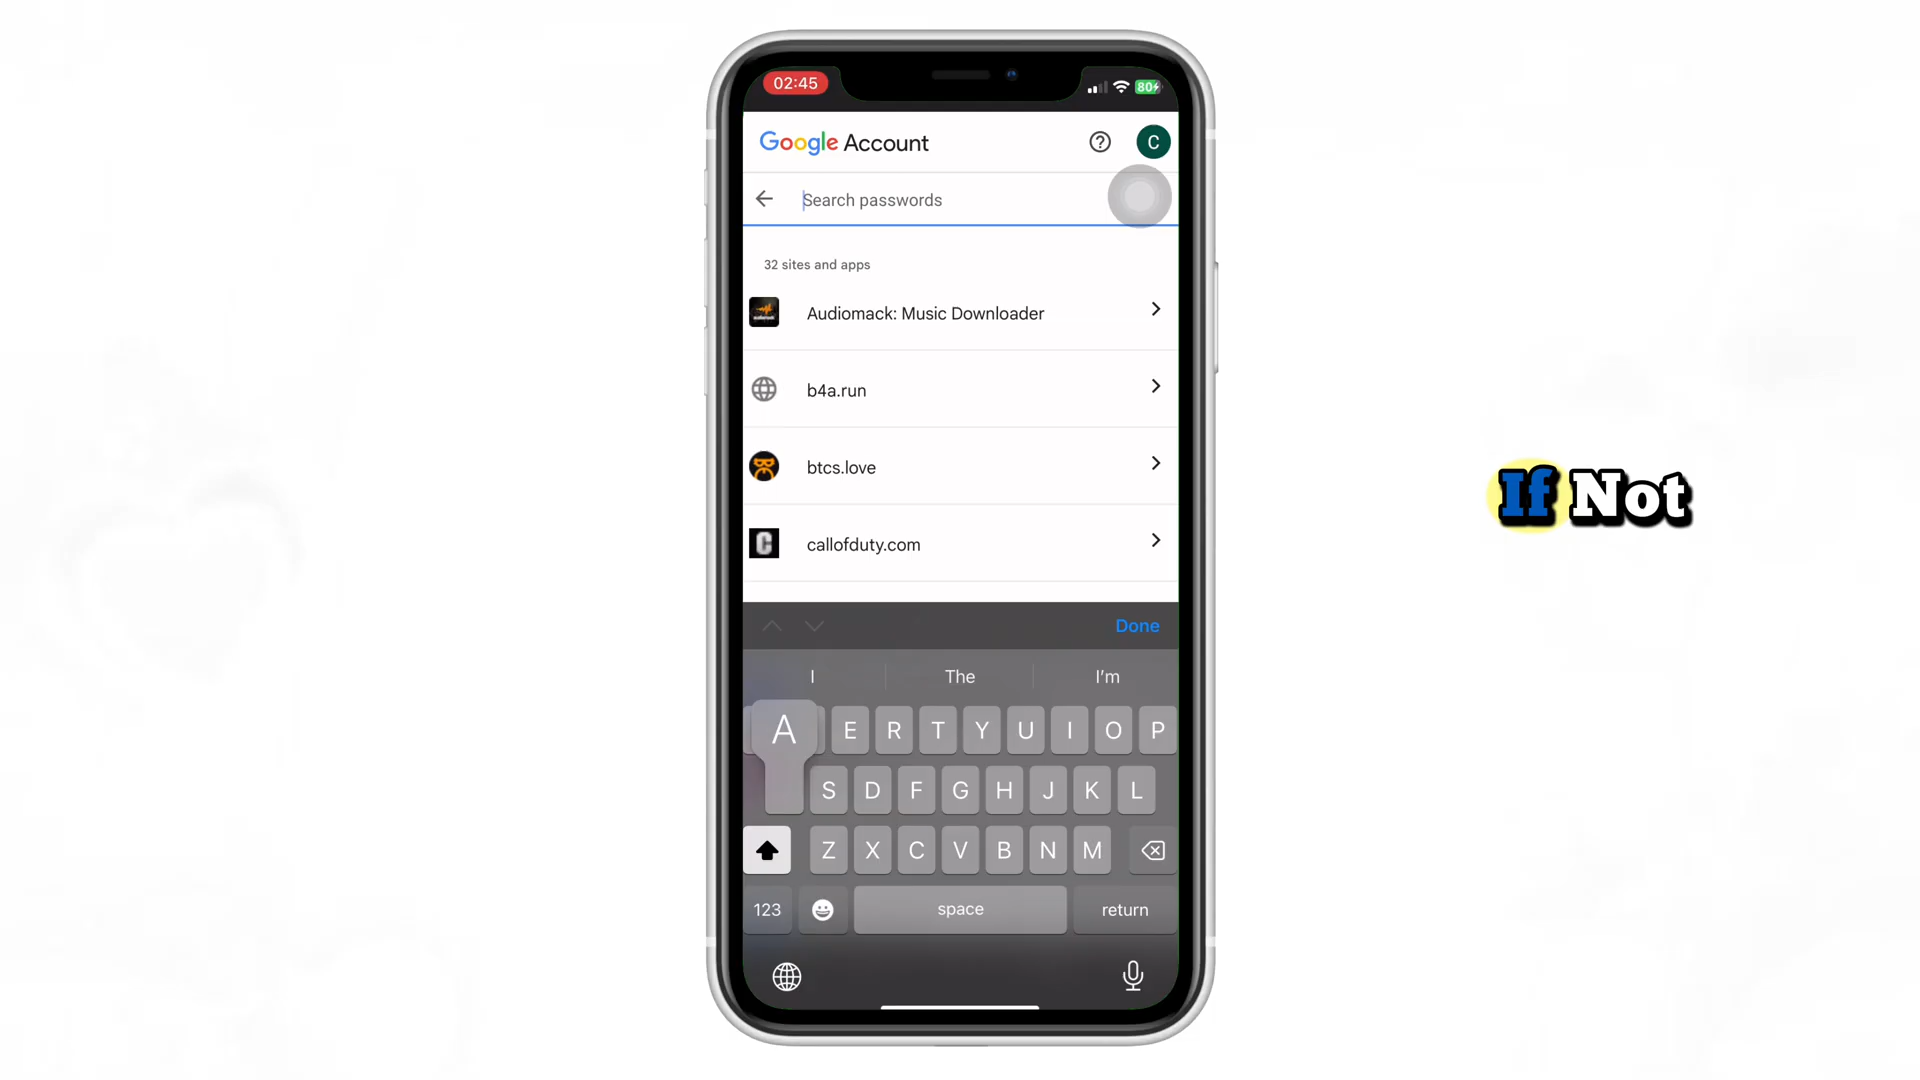 02:45
80
Google Account
C
Search passwords
32 sites and apps
Audiomack: Music Downloader
b4a.run
btcs.love
callofduty.com
If Not
Done
I The I'm
A E R T Y U I O P
S D F G H J K L
Z X C V B N M
123 space return